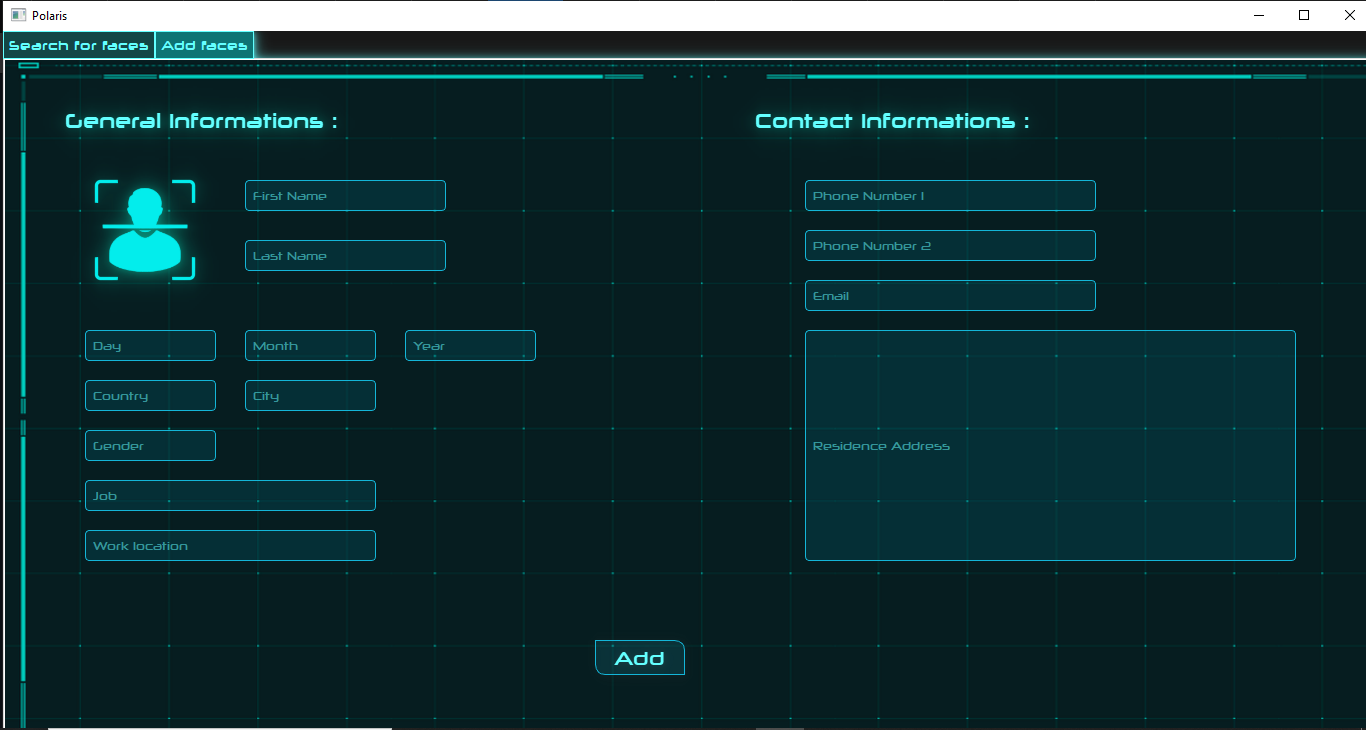 Polaris
Search for faces
Add faces
General Informations :
First Name
Last Name
Day
Month
Year
Country
City
Gender
Job
Work location
Contact Informations :
Phone Number 1
Phone Number 2
Email
Residence Address
Add